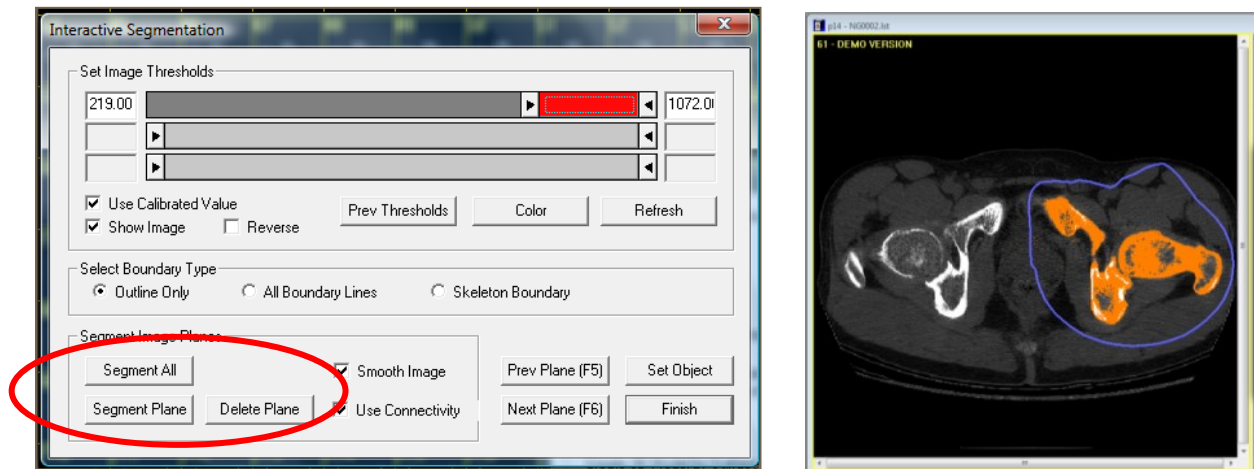 Interactive Segmentation
Set Image Thresholds
219.00
1072.0
Use Calibrated Value
Show Image
Reverse
Prev Thresholds
Color
Refresh
Select Boundary Type
Outline Only
All Boundary Lines
Skeleton Boundary
Segment Image Planes
Segment All
Smooth Image
Prev Plane (F5)
Set Object
Segment Plane
Delete Plane
Use Connectivity
Next Plane (F6)
Finish
p14 - NG0002.lst
61 - DEMO VERSION